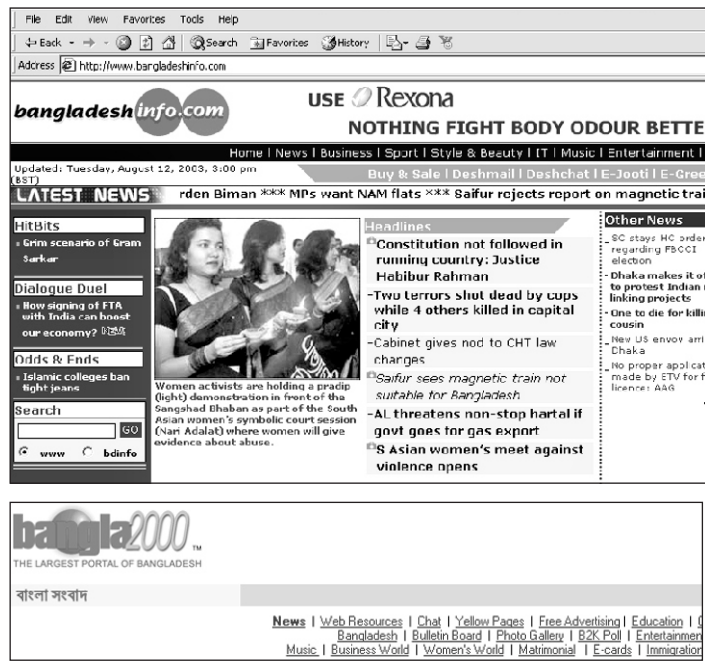 File Edit View Favorites Tools Help
Back Search Favorites History
Address http://www.bangladeshinfo.com
bangladesh info.com
USE Rexona
NOTHING FIGHT BODY ODOUR BETTE
Home | News | Business | Sport | Style & Beauty | IT | Music | Entertainment |
Updated: Tuesday, August 12, 2003, 3:00 pm
(BST)
Buy & Sale | Deshmail | Deshchat | E-Jooti | E-Gree
LATEST NEWS rden Biman *** MPs want NAM flats *** Saifur rejects report on magnetic trai
HitBits
Grim scenario of Gram
Sarkar
Dialogue Duel
How signing of FTA
with India can boost
our economy?
Odds & Ends
Islamic colleges ban
tight jeans
Search
GO
www bdinfo
Women activists are holding a pradip
(light) demonstration in front of the
Sangshad Bhaban as part of the South
Asian women's symbolic court session
(Nari Adalat) where women will give
evidence about abuse.
Headlines
Constitution not followed in
running country: Justice
Habibur Rahman
-Two terrors shot dead by cops
while 4 others killed in capital
city
-Cabinet gives nod to CHT law
changes
Saifur sees magnetic train not
suitable for Bangladesh
-AL threatens non-stop hartal if
govt goes for gas export
S Asian women's meet against
violence opens
Other News
SC stays HC order
regarding FBCCI
election
- Dhaka makes it of
to protest Indian
linking projects
- One to die for killi
cousin
New US envoy arri
Dhaka
No proper applicat
made by ETV for f
licence: AAG
bangla2000 TM
THE LARGEST PORTAL OF BANGLADESH
বাংলা সংবাদ
News | Web Resources | Chat | Yellow Pages | Free Advertising | Education |
Bangladesh | Bulletin Board | Photo Gallery | B2K Poll | Entertainmen
Music | Business World | Women's World | Matrimonial | E-cards | Immigration